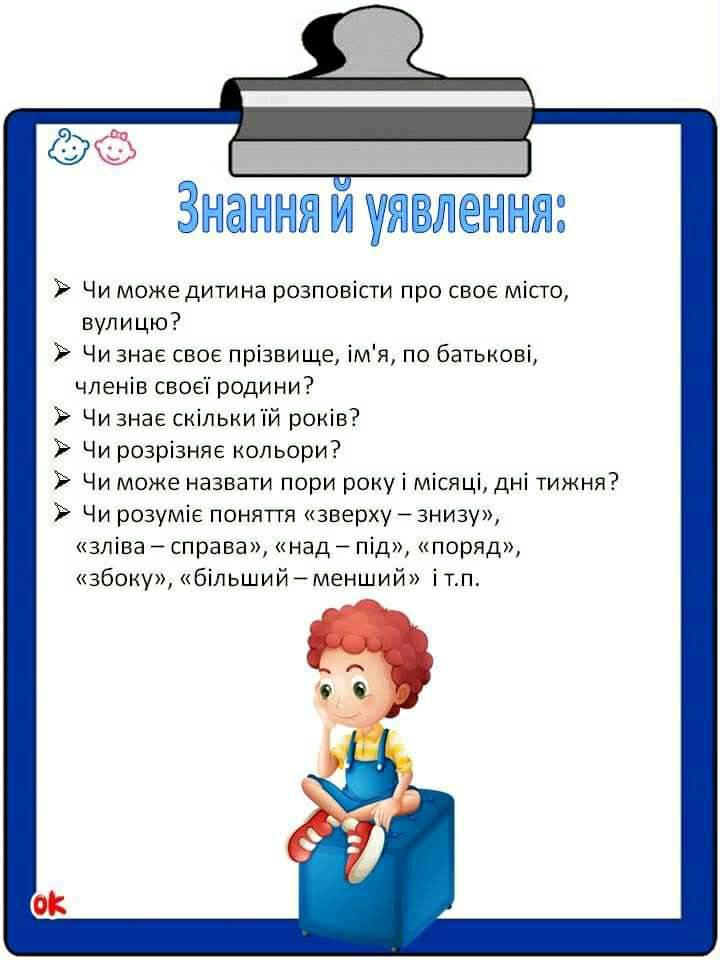 Знання й уявлення:
➢ Чи може дитина розповісти про своє місто,
вулицю?
➢ Чи знає своє прізвище, ім'я, по батькові,
членів своєї родини?
➢ Чи знає скільки їй років?
➢ Чи розрізняє кольори?
➢ Чи може назвати пори року і місяці, дні тижня?
➢ Чи розуміє поняття «зверху – знизу»,
«зліва – справа», «над – під», «поряд»,
«збоку», «більший – менший» і т.п.
ок